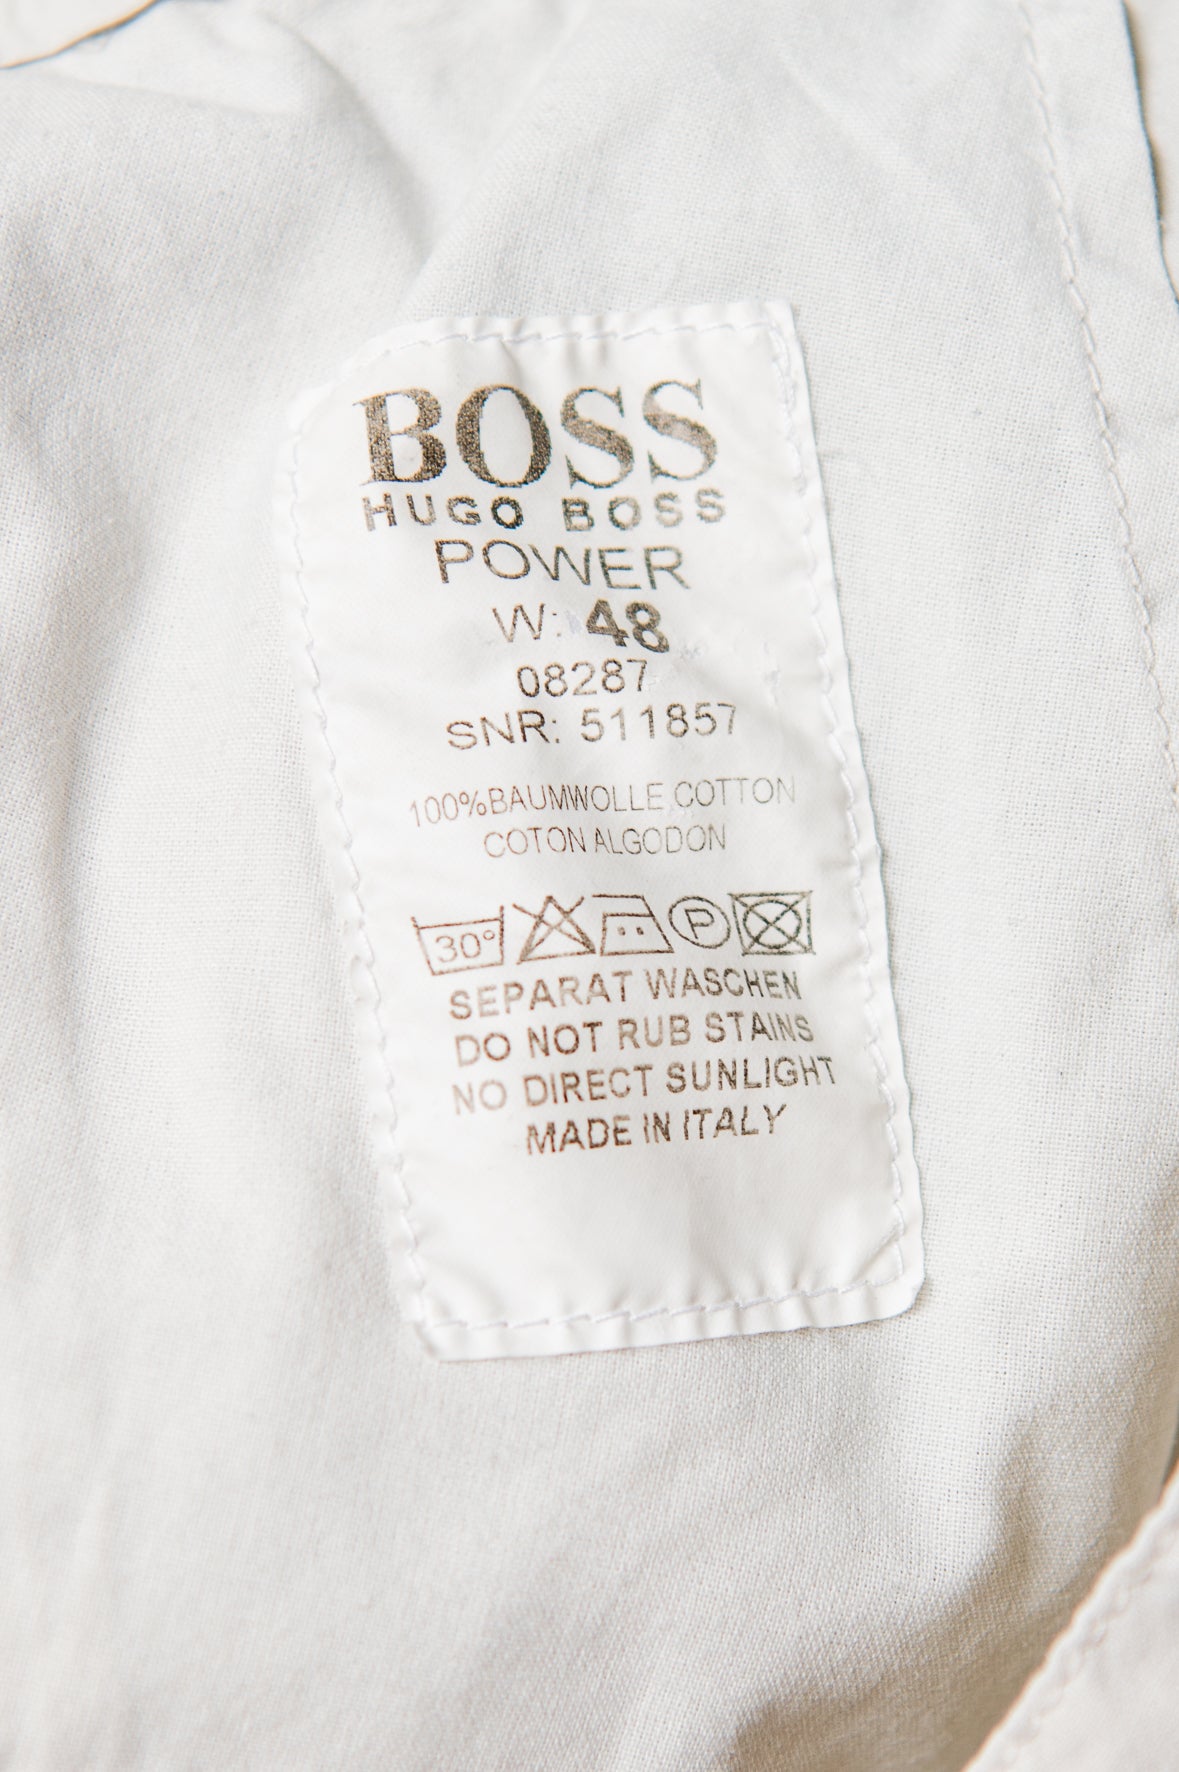 BOSS
HUGO BOSS
POWER
W: 48
08287
SNR: 511857
100%BAUMWOLLE,COTTON
COTON ALGODON
30° P
SEPARAT WASCHEN
DO NOT RUB STAINS
NO DIRECT SUNLIGHT
MADE IN ITALY